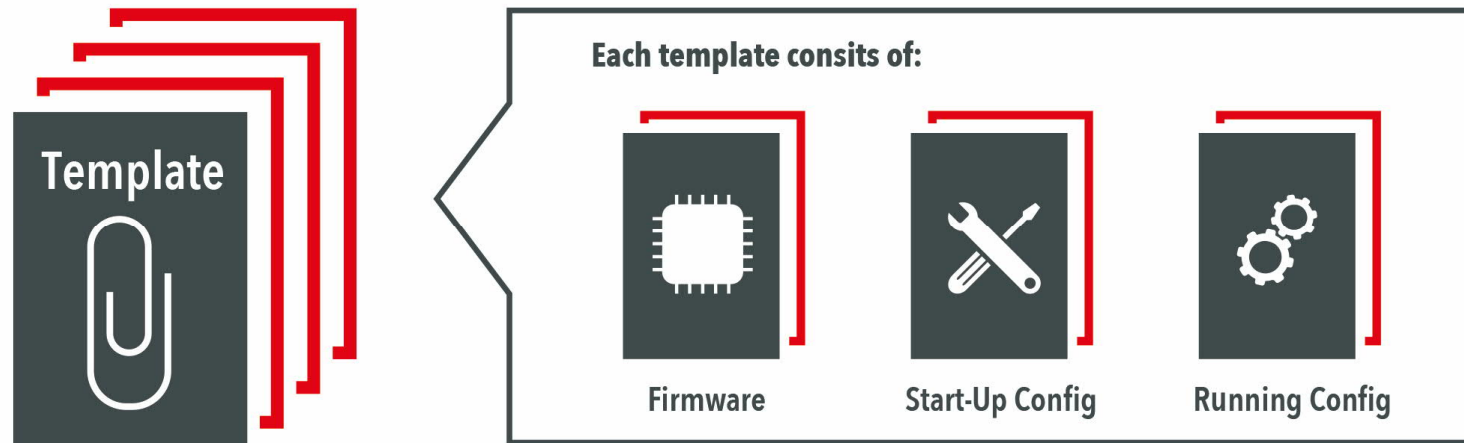 Template
Each template consits of:
Firmware
Start-Up Config
Running Config